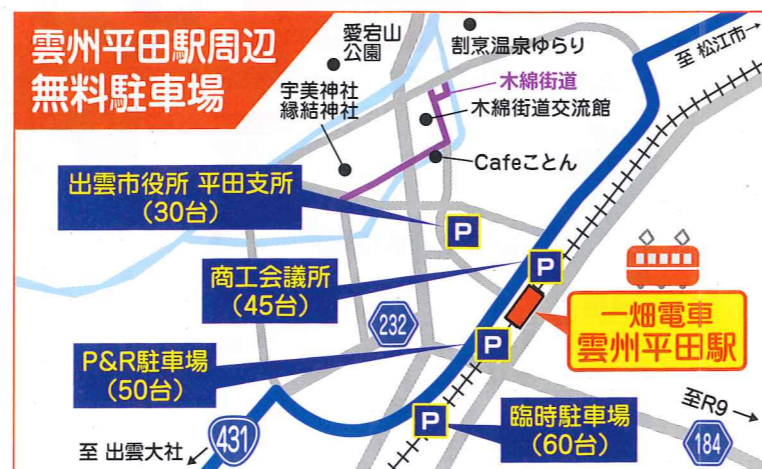 雲州平田駅周辺
無料駐車場
愛宕山
公園
割烹温泉ゆらり
至 松江市→
宇美神社
縁結神社
木綿街道
木綿街道交流館
Cafeことん
出雲市役所 平田支所
(30台)
P
商工会議所
(45台)
P
232
一畑電車
雲州平田駅
P&R駐車場
(50台)
P
至R9→
P
臨時駐車場
(60台)
184
至 出雲大社
431